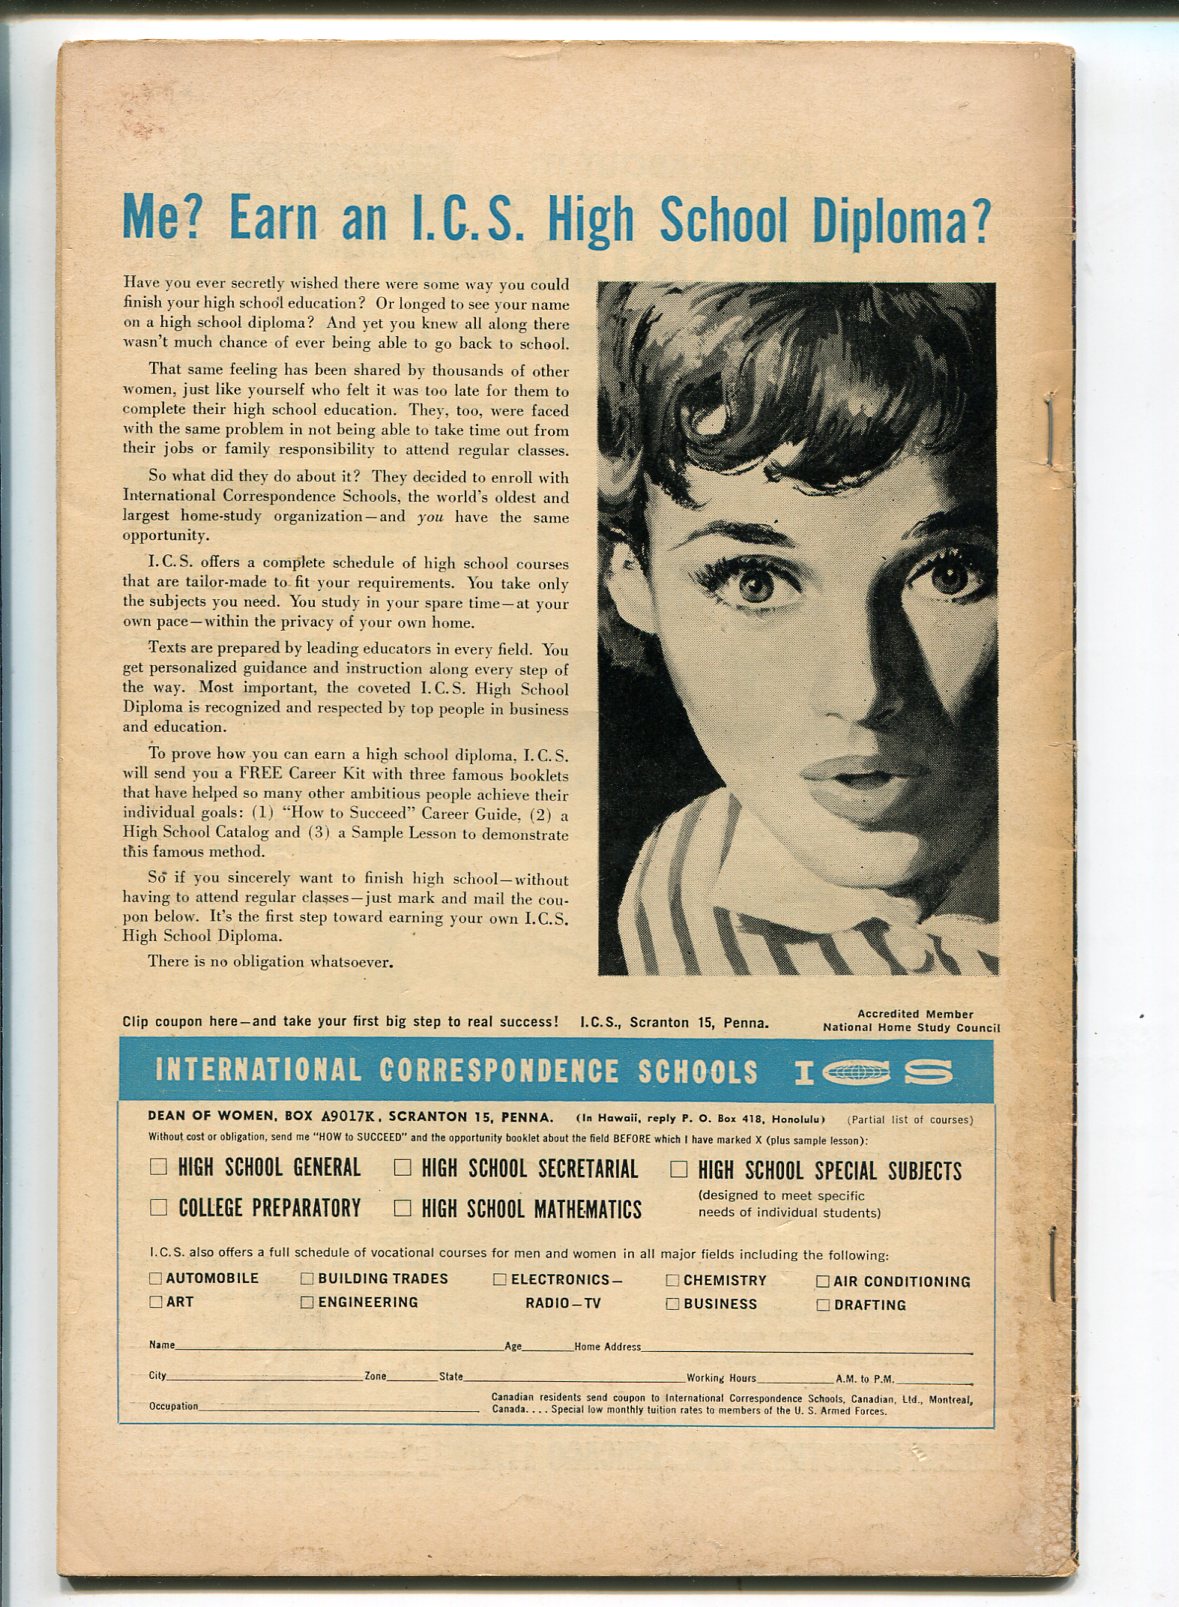 Me? Earn an I.C.S. High School Diploma?
Have you ever secretly wished there were some way you could
finish your high school education? Or longed to see your name
on a high school diploma? And yet you knew all along there
wasn't much chance of ever being able to go back to school.
That same feeling has been shared by thousands of other
women, just like yourself who felt it was too late for them to
complete their high school education. They, too, were faced
with the same problem in not being able to take time out from
their jobs or family responsibility to attend regular classes.
So what did they do about it? They decided to enroll with
International Correspondence Schools, the world's oldest and
largest home-study organization—and you have the same
opportunity.
I.C.S. offers a complete schedule of high school courses
that are tailor-made to fit your requirements. You take only
the subjects you need. You study in your spare time—at your
own pace—within the privacy of your own home.
Texts are prepared by leading educators in every field. You
get personalized guidance and instruction along every step of
the way. Most important, the coveted I.C.S. High School
Diploma is recognized and respected by top people in business
and education.
To prove how you can earn a high school diploma, I.C.S.
will send you a FREE Career Kit with three famous booklets
that have helped so many other ambitious people achieve their
individual goals: (1) "How to Succeed" Career Guide, (2) a
High School Catalog and (3) a Sample Lesson to demonstrate
this famous method.
So if you sincerely want to finish high school—without
having to attend regular classes—just mark and mail the cou-
pon below. It's the first step toward earning your own I.C.S.
High School Diploma.
There is no obligation whatsoever.
Clip coupon here—and take your first big step to real success! I.C.S., Scranton 15, Penna.
Accredited Member
National Home Study Council
INTERNATIONAL CORRESPONDENCE SCHOOLS ICS
DEAN OF WOMEN, BOX A9017K, SCRANTON 15, PENNA. (In Hawaii, reply P. O. Box 418, Honolulu) (Partial list of courses)
Without cost or obligation, send me "HOW to SUCCEED" and the opportunity booklet about the field BEFORE which I have marked X (plus sample lesson):
☐ HIGH SCHOOL GENERAL ☐ HIGH SCHOOL SECRETARIAL ☐ HIGH SCHOOL SPECIAL SUBJECTS
(designed to meet specific
☐ COLLEGE PREPARATORY ☐ HIGH SCHOOL MATHEMATICS needs of individual students)
I.C.S. also offers a full schedule of vocational courses for men and women in all major fields including the following:
☐ AUTOMOBILE ☐ BUILDING TRADES ☐ ELECTRONICS— ☐ CHEMISTRY ☐ AIR CONDITIONING
☐ ART ☐ ENGINEERING RADIO—TV ☐ BUSINESS ☐ DRAFTING
Name Age Home Address
City Zone State Working Hours A.M. to P.M.
Canadian residents send coupon to International Correspondence Schools, Canadian, Ltd., Montreal,
Occupation Canada. . . . Special low monthly tuition rates to members of the U. S. Armed Forces.